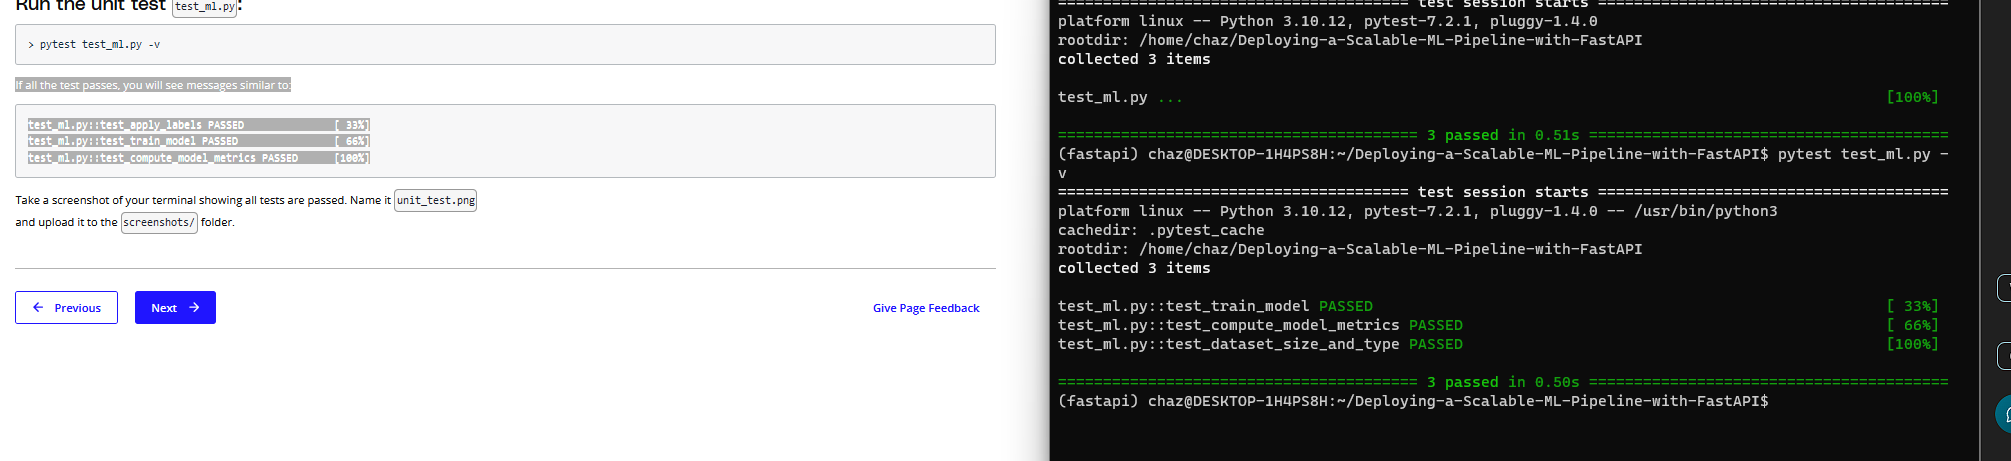 Run the unit test test_ml.py:
> pytest test_ml.py -v
If all the test passes, you will see messages similar to:
test_ml.py::test_apply_labels PASSED [ 33%]
test_ml.py::test_train_model PASSED [ 66%]
test_ml.py::test_compute_model_metrics PASSED [100%]
Take a screenshot of your terminal showing all tests are passed. Name it unit_test.png
and upload it to the screenshots/ folder.
← Previous
Next →
Give Page Feedback
======================================= test session starts =======================================
platform linux -- Python 3.10.12, pytest-7.2.1, pluggy-1.4.0
rootdir: /home/chaz/Deploying-a-Scalable-ML-Pipeline-with-FastAPI
collected 3 items
test_ml.py ... [100%]
======================================== 3 passed in 0.51s ========================================
(fastapi) chaz@DESKTOP-1H4PS8H:~/Deploying-a-Scalable-ML-Pipeline-with-FastAPI$ pytest test_ml.py -
v
======================================= test session starts =======================================
platform linux -- Python 3.10.12, pytest-7.2.1, pluggy-1.4.0 -- /usr/bin/python3
cachedir: .pytest_cache
rootdir: /home/chaz/Deploying-a-Scalable-ML-Pipeline-with-FastAPI
collected 3 items
test_ml.py::test_train_model PASSED [ 33%]
test_ml.py::test_compute_model_metrics PASSED [ 66%]
test_ml.py::test_dataset_size_and_type PASSED [100%]
======================================== 3 passed in 0.50s ========================================
(fastapi) chaz@DESKTOP-1H4PS8H:~/Deploying-a-Scalable-ML-Pipeline-with-FastAPI$